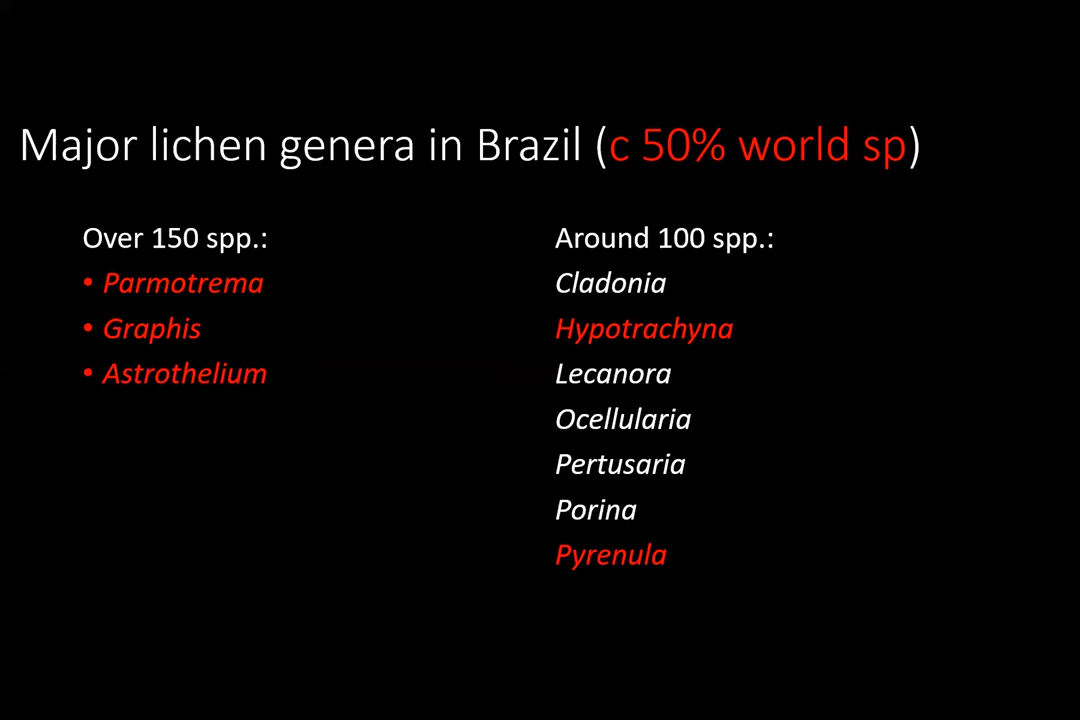 Major lichen genera in Brazil (c 50% world sp)
Over 150 spp.:
• Parmotrema
• Graphis
• Astrothelium
Around 100 spp.:
Cladonia
Hypotrachyna
Lecanora
Ocellularia
Pertusaria
Porina
Pyrenula